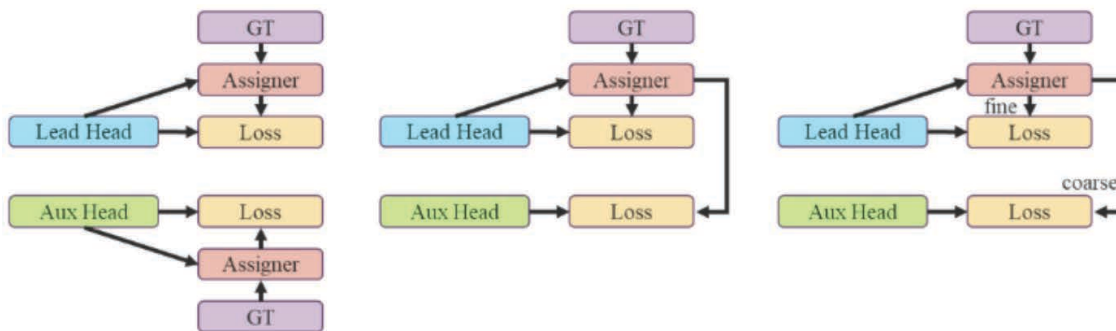 GT
Assigner
Lead Head
Loss
Aux Head
Loss
Assigner
GT
GT
Assigner
Lead Head
Loss
Aux Head
Loss
GT
Assigner
fine
Lead Head
Loss
coarse
Aux Head
Loss